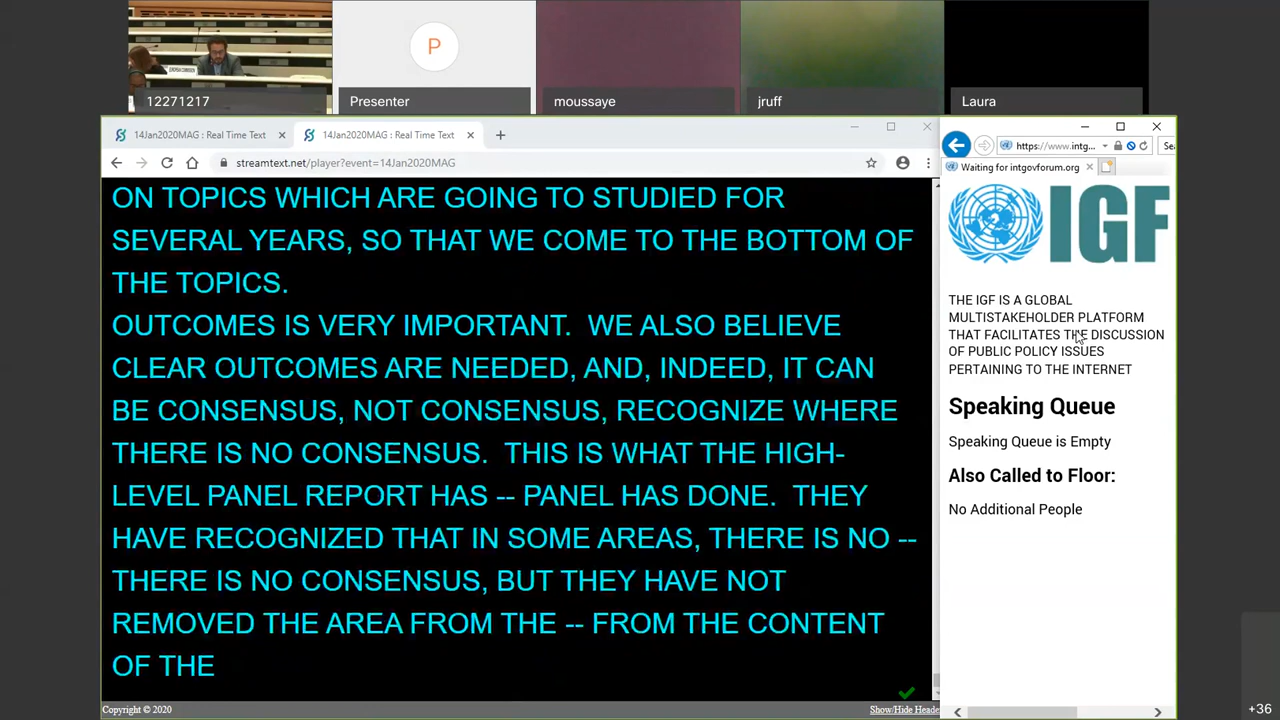 P
EUROPEAN COMMISSION
12271217
Presenter
moussaye
jruff
Laura
14Jan2020MAG : Real Time Text
14Jan2020MAG : Real Time Text
streamtext.net/player?event=14Jan2020MAG
ON TOPICS WHICH ARE GOING TO STUDIED FOR
SEVERAL YEARS, SO THAT WE COME TO THE BOTTOM OF
THE TOPICS.
OUTCOMES IS VERY IMPORTANT.  WE ALSO BELIEVE
CLEAR OUTCOMES ARE NEEDED, AND, INDEED, IT CAN
BE CONSENSUS, NOT CONSENSUS, RECOGNIZE WHERE
THERE IS NO CONSENSUS.  THIS IS WHAT THE HIGH-
LEVEL PANEL REPORT HAS -- PANEL HAS DONE.  THEY
HAVE RECOGNIZED THAT IN SOME AREAS, THERE IS NO --
THERE IS NO CONSENSUS, BUT THEY HAVE NOT
REMOVED THE AREA FROM THE -- FROM THE CONTENT
OF THE
Copyright © 2020
Show/Hide Heade
https://www.intg...
Sea
Waiting for intgovforum.org
IGF
THE IGF IS A GLOBAL
MULTISTAKEHOLDER PLATFORM
THAT FACILITATES THE DISCUSSION
OF PUBLIC POLICY ISSUES
PERTAINING TO THE INTERNET
Speaking Queue
Speaking Queue is Empty
Also Called to Floor:
No Additional People
+36